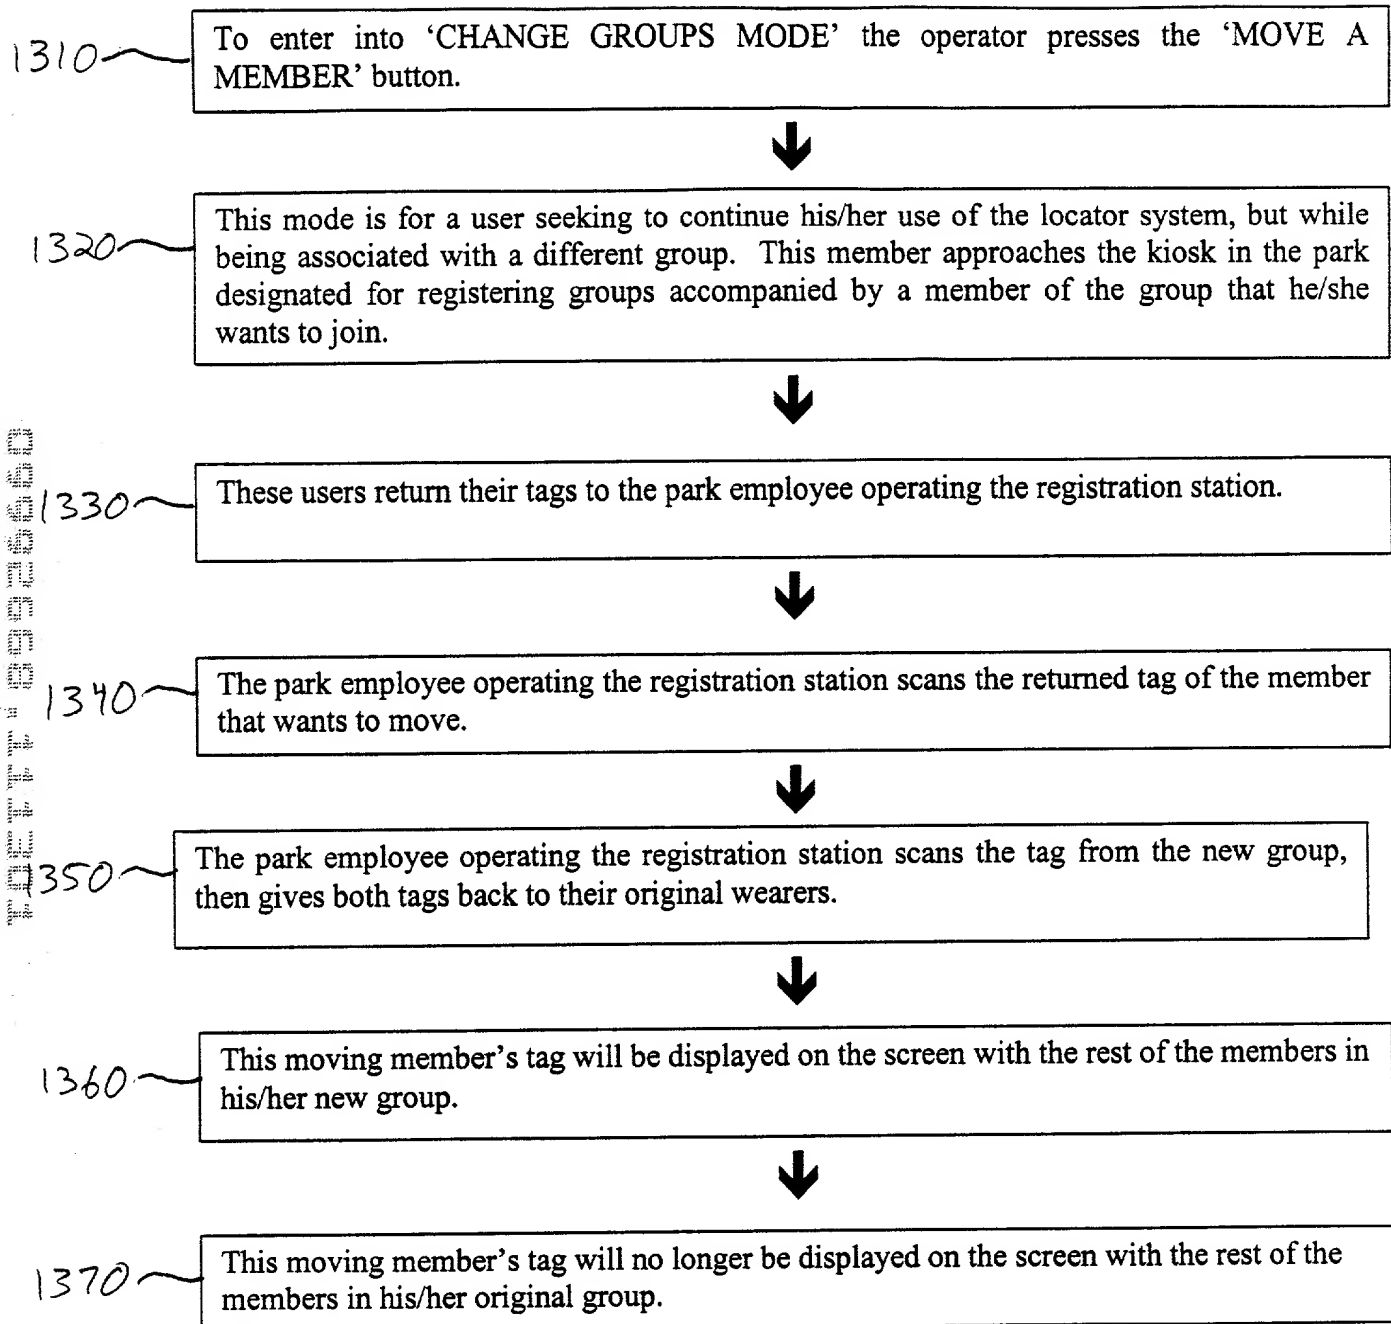 1310
To enter into ‘CHANGE GROUPS MODE’ the operator presses the ‘MOVE A
MEMBER’ button.
1320
This mode is for a user seeking to continue his/her use of the locator system, but while
being associated with a different group. This member approaches the kiosk in the park
designated for registering groups accompanied by a member of the group that he/she
wants to join.
1330
These users return their tags to the park employee operating the registration station.
1340
The park employee operating the registration station scans the returned tag of the member
that wants to move.
1350
The park employee operating the registration station scans the tag from the new group,
then gives both tags back to their original wearers.
1360
This moving member’s tag will be displayed on the screen with the rest of the members in
his/her new group.
1370
This moving member’s tag will no longer be displayed on the screen with the rest of the
members in his/her original group.